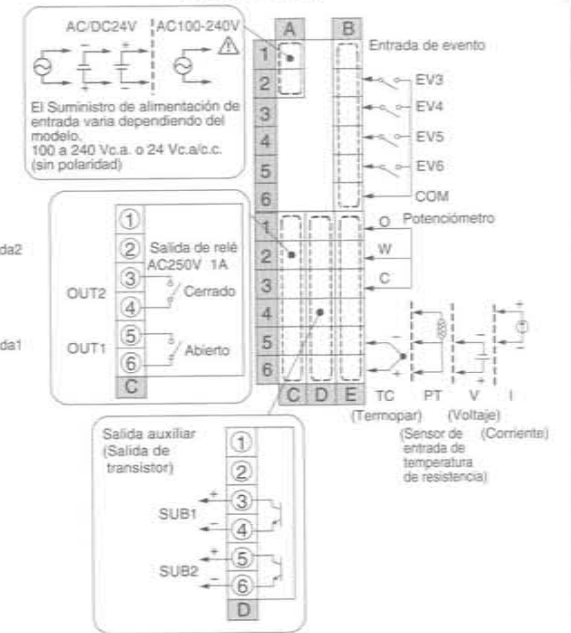 AC/DC24V
AC100-240V
El Suministro de alimentación de
entrada varia dependiendo del
modelo.
100 a 240 Vc.a. o 24 Vc.a/c.c.
(sin polaridad)
A
B
1
2
3
4
5
6
Entrada de evento
EV3
EV4
EV5
EV6
COM
1
2
3
4
5
6
C
D
E
O
Potenciómetro
W
C
TC
PT
V
I
(Termopar)
(Voltaje)
(Sensor de
entrada de
temperatura
de resistencia)
(Corriente)
da2
da1
1
2
3
4
5
6
C
Salida de relé
AC250V 1A
OUT2
Cerrado
OUT1
Abierto
Salida auxiliar
(Salida de
transistor)
1
2
3
4
5
6
D
SUB1
+
−
SUB2
+
−